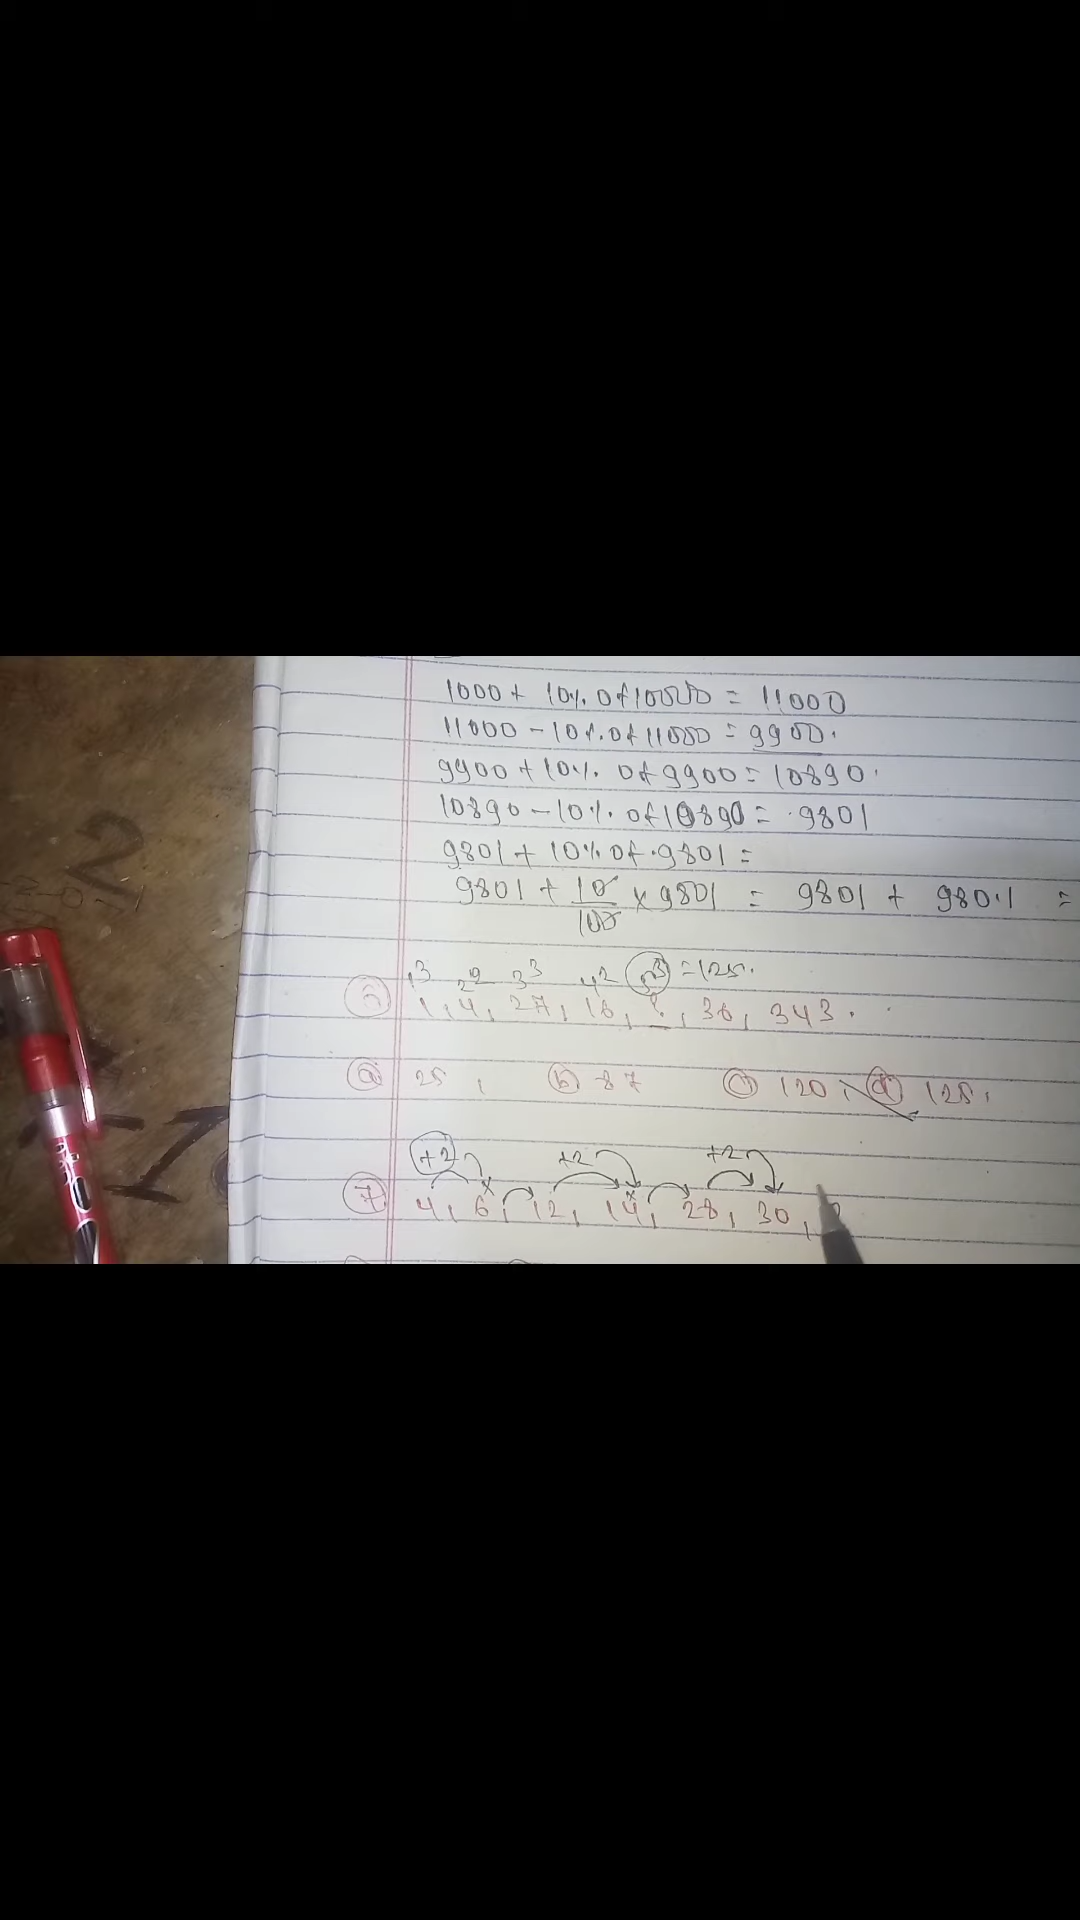 1000 + 10% of 10000 = 11000
11000 - 10% of 11000 = 9900.
9900 + 10% of 9900 = 10890.
10890 - 10% of 10890 = 9801
9801 + 10% of 9801 =
9801 + 10/100 × 9801 = 9801 + 980.1 =
1³ 2² 3³ 4² 5³ = 125.
1, 4, 27, 16, ?, 36, 343.
(a) 25, (b) 87 (c) 120, (d) 125,
+2 +2 +2
(7) 4, 6, 12, 14, 28, 30,